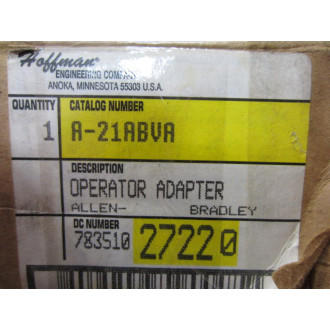 Hoffman
ENGINEERING COMPANY
ANOKA, MINNESOTA 55303 U.S.A.
QUANTITY CATALOG NUMBER
1 A-21ABVA
DESCRIPTION
OPERATOR ADAPTER
ALLEN- BRADLEY
DC NUMBER
783510 27220